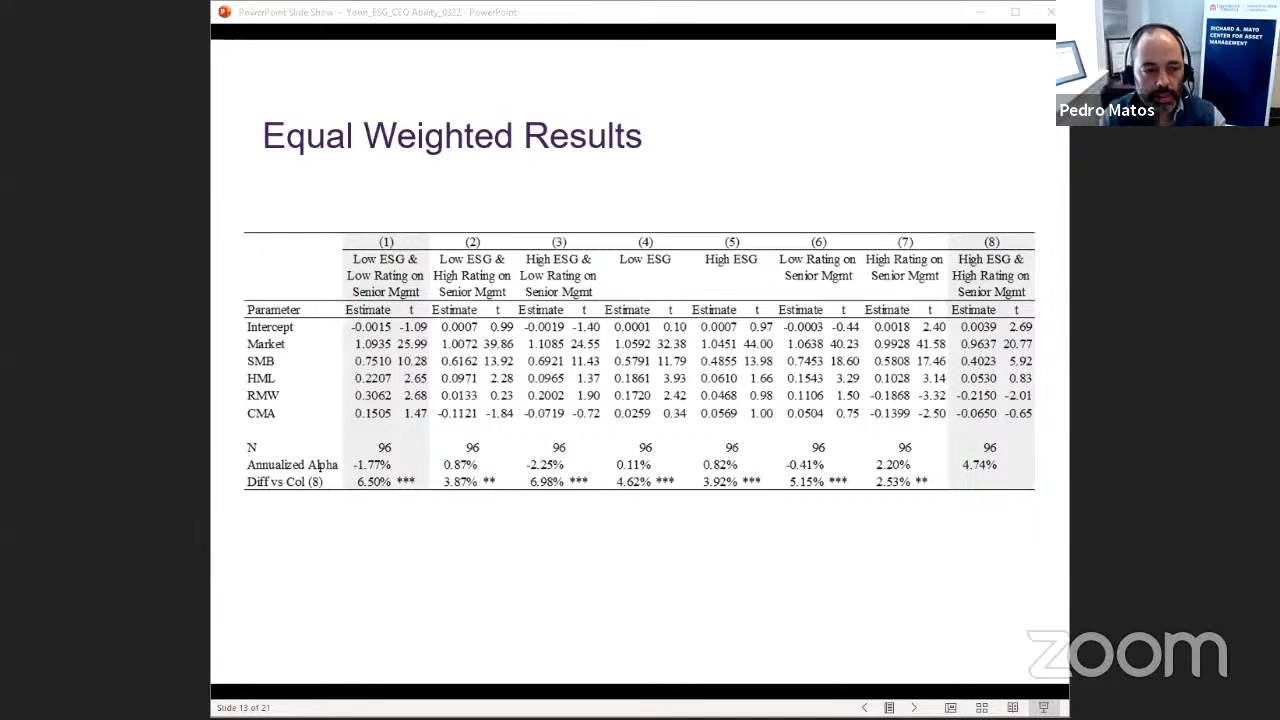 PowerPoint Slide Show - Yoon_ESG_CEO Ability_0322 - PowerPoint
RICHARD A. MAYO
CENTER FOR ASSET
MANAGEMENT
Pedro Matos
Equal Weighted Results
(1) (2) (3) (4) (5) (6) (7) (8)
Low ESG & Low ESG & High ESG & Low ESG High ESG Low Rating on High Rating on High ESG &
Low Rating on High Rating on Low Rating on Senior Mgmt Senior Mgmt High Rating on
Senior Mgmt Senior Mgmt Senior Mgmt Senior Mgmt
Parameter Estimate t Estimate t Estimate t Estimate t Estimate t Estimate t Estimate t Estimate t
Intercept -0.0015 -1.09 0.0007 0.99 -0.0019 -1.40 0.0001 0.10 0.0007 0.97 -0.0003 -0.44 0.0018 2.40 0.0039 2.69
Market 1.0935 25.99 1.0072 39.86 1.1085 24.55 1.0592 32.38 1.0451 44.00 1.0638 40.23 0.9928 41.58 0.9637 20.77
SMB 0.7510 10.28 0.6162 13.92 0.6921 11.43 0.5791 11.79 0.4855 13.98 0.7453 18.60 0.5808 17.46 0.4023 5.92
HML 0.2207 2.65 0.0971 2.28 0.0965 1.37 0.1861 3.93 0.0610 1.66 0.1543 3.29 0.1028 3.14 0.0530 0.83
RMW 0.3062 2.68 0.0133 0.23 0.2002 1.90 0.1720 2.42 0.0468 0.98 0.1106 1.50 -0.1868 -3.32 -0.2150 -2.01
CMA 0.1505 1.47 -0.1121 -1.84 -0.0719 -0.72 0.0259 0.34 0.0569 1.00 0.0504 0.75 -0.1399 -2.50 -0.0650 -0.65
N 96 96 96 96 96 96 96 96
Annualized Alpha -1.77% 0.87% -2.25% 0.11% 0.82% -0.41% 2.20% 4.74%
Diff vs Col (8) 6.50% *** 3.87% ** 6.98% *** 4.62% *** 3.92% *** 5.15% *** 2.53% **
zoom
Slide 13 of 21